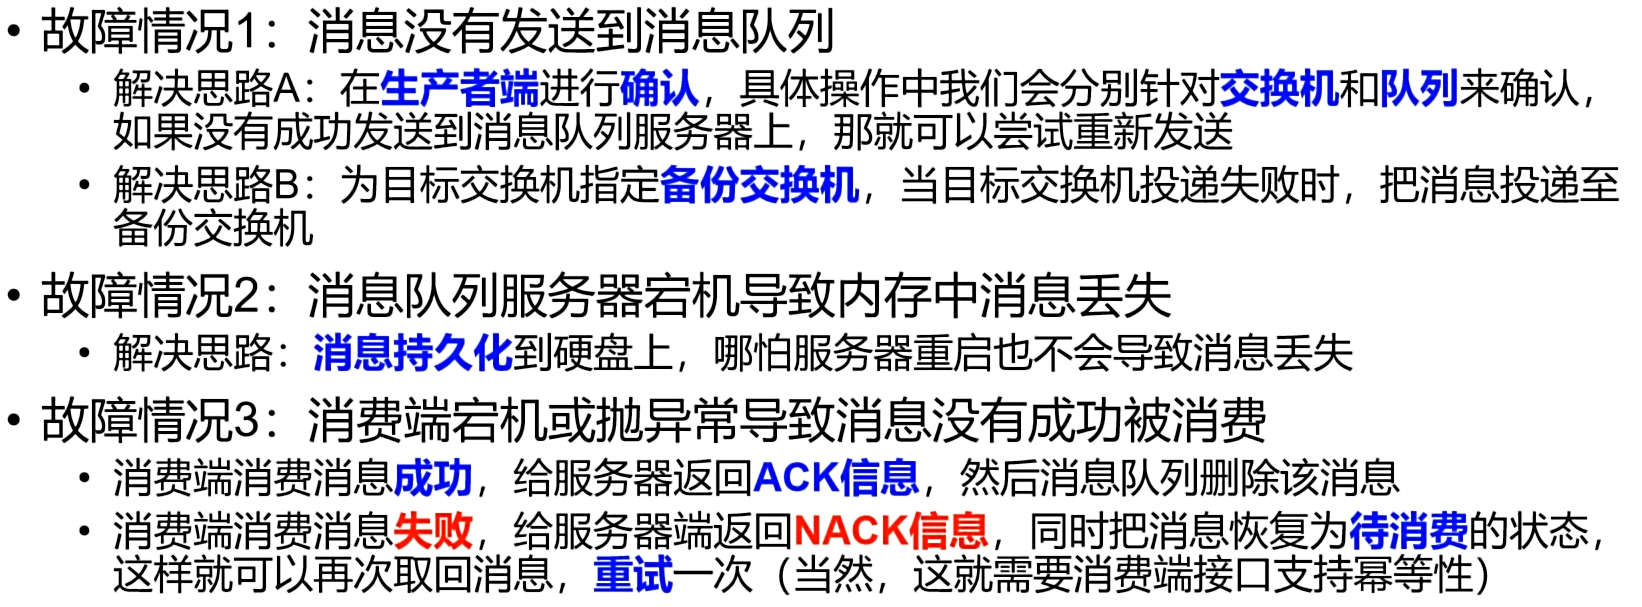 • 故障情况1：消息没有发送到消息队列
• 解决思路A：在生产者端进行确认，具体操作中我们会分别针对交换机和队列来确认，
如果没有成功发送到消息队列服务器上，那就可以尝试重新发送
• 解决思路B：为目标交换机指定备份交换机，当目标交换机投递失败时，把消息投递至
备份交换机
• 故障情况2：消息队列服务器宕机导致内存中消息丢失
• 解决思路：消息持久化到硬盘上，哪怕服务器重启也不会导致消息丢失
• 故障情况3：消费端宕机或抛异常导致消息没有成功被消费
• 消费端消费消息成功，给服务器返回ACK信息，然后消息队列删除该消息
• 消费端消费消息失败，给服务器端返回NACK信息，同时把消息恢复为待消费的状态，
这样就可以再次取回消息，重试一次（当然，这就需要消费端接口支持幂等性）